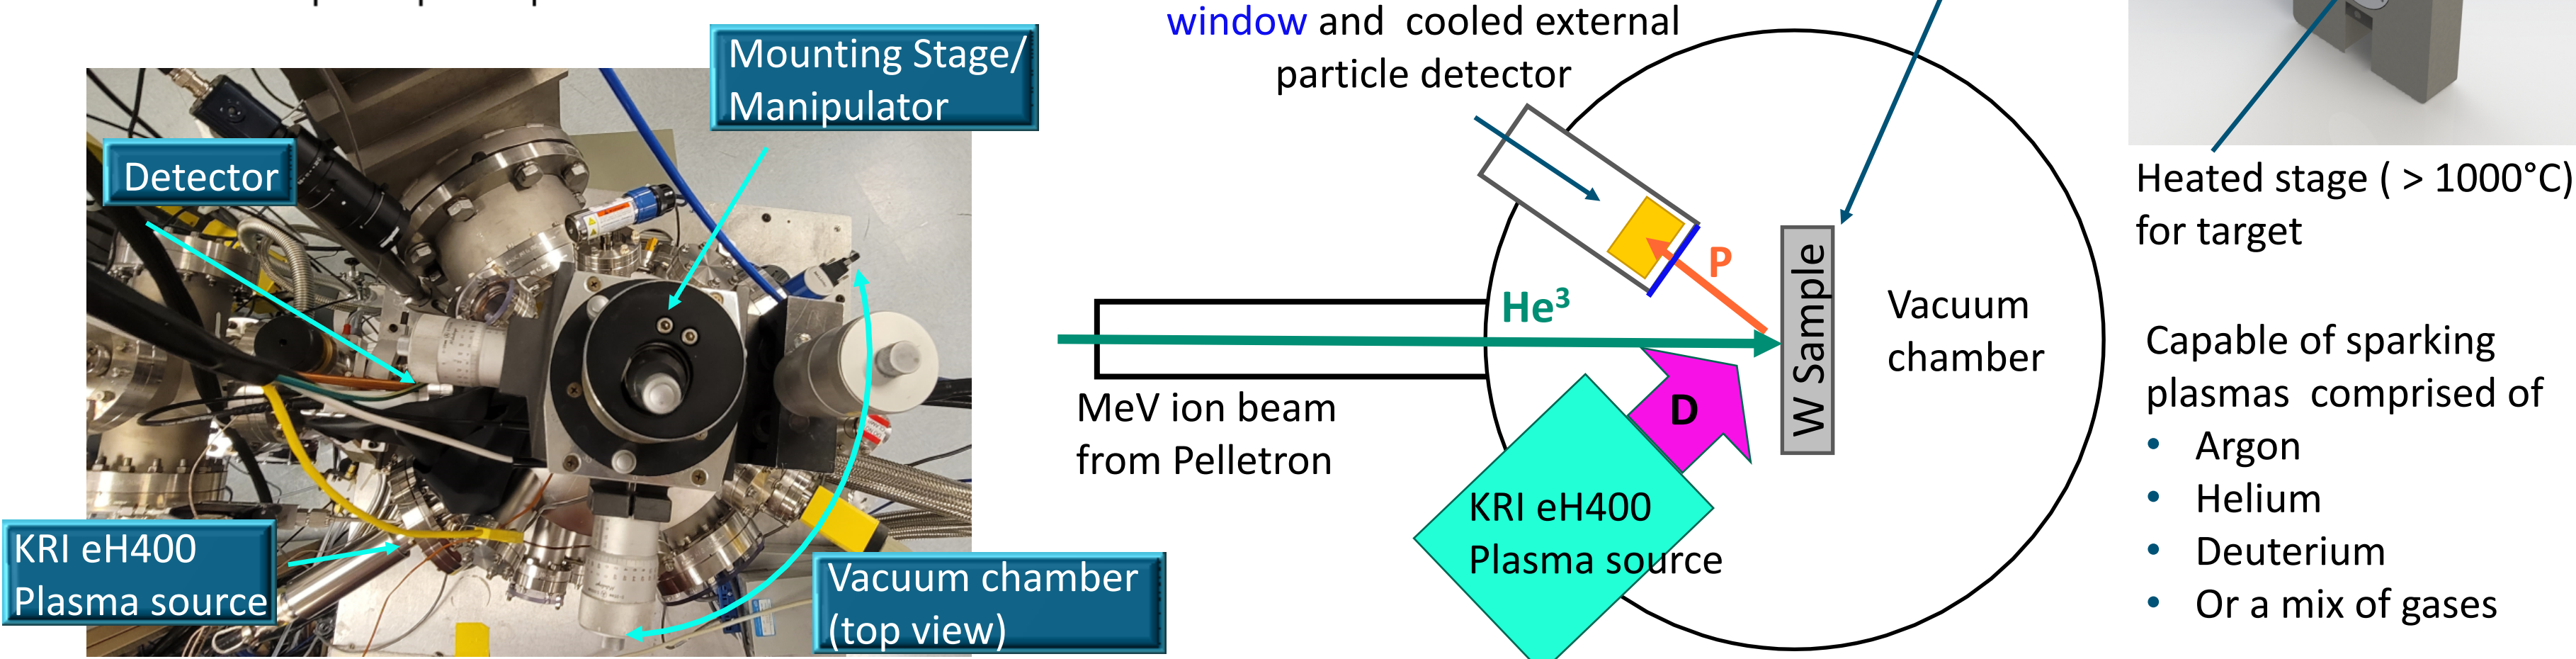 Mounting Stage/
Manipulator
Detector
KRI eH400
Plasma source
Vacuum chamber
(top view)
window and  cooled external
particle detector
P
He³
W Sample
Vacuum
chamber
MeV ion beam
from Pelletron
D
KRI eH400
Plasma source
Heated stage ( > 1000°C)
for target
Capable of sparking
plasmas  comprised of
• Argon
• Helium
• Deuterium
• Or a mix of gases